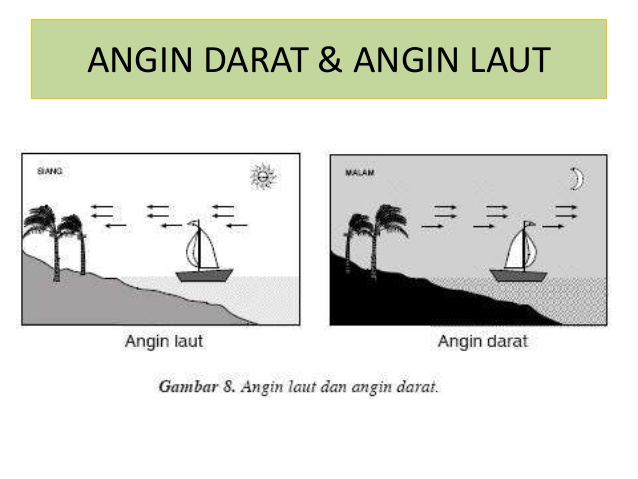 ANGIN DARAT & ANGIN LAUT
SIANG
MALAM
Angin laut
Angin darat
Gambar 8. Angin laut dan angin darat.